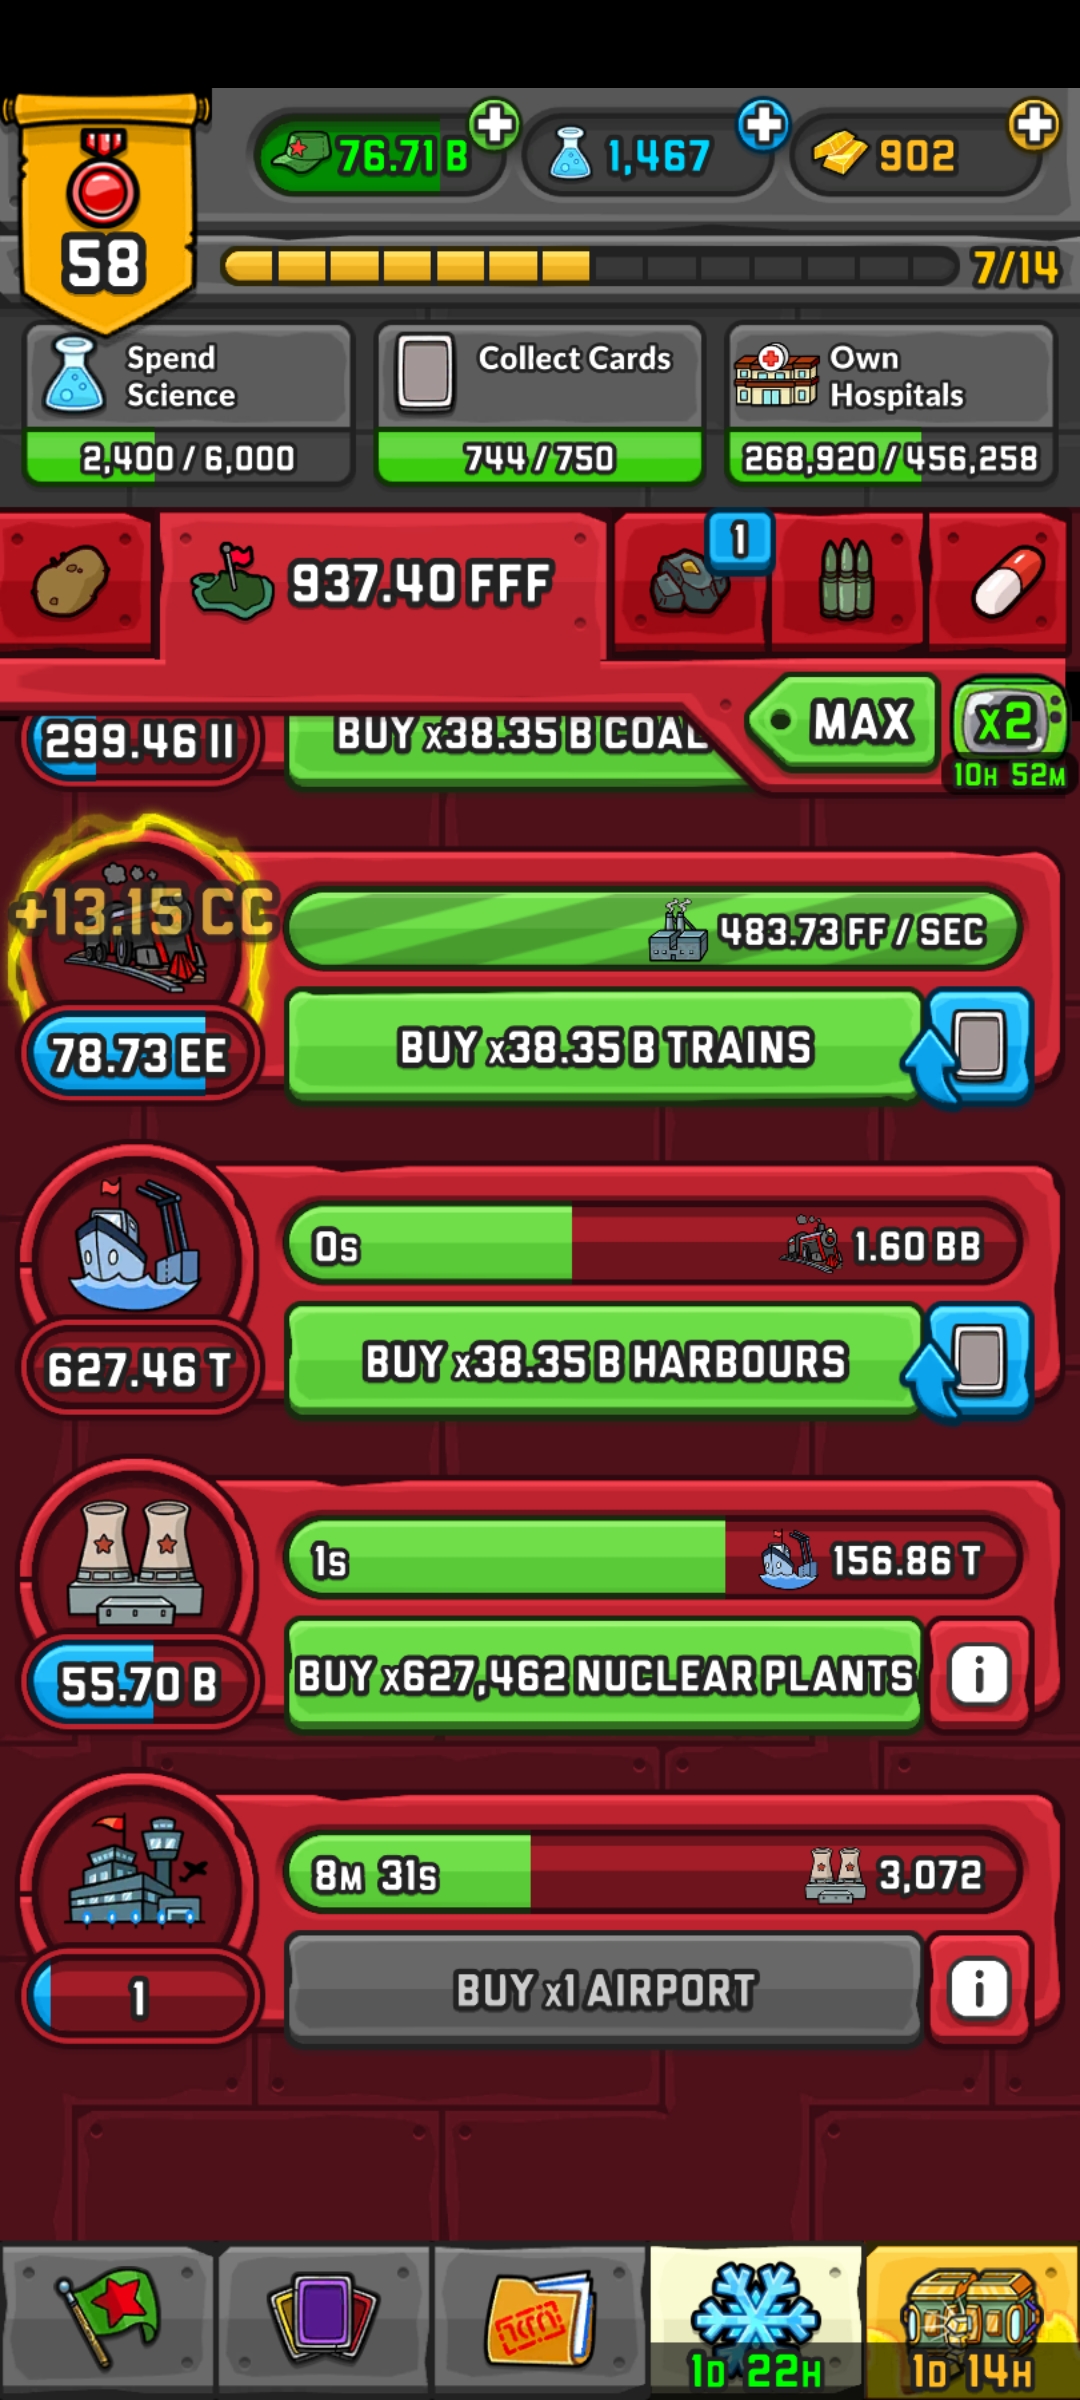 58
76.71 B
1,467
902
7/14
Spend
Science
2,400 / 6,000
Collect Cards
744 / 750
Own
Hospitals
268,920 / 456,258
937.40 FFF
1
MAX
x2
10H 52M
299.46 II
BUY x38.35 B COAL
+13.15 CC
483.73 FF / SEC
78.73 EE
BUY x38.35 B TRAINS
0s
1.60 BB
627.46 T
BUY x38.35 B HARBOURS
1s
156.86 T
55.70 B
BUY x627,462 NUCLEAR PLANTS
i
8M 31s
3,072
1
BUY x1 AIRPORT
i
1D 22H
1D 14H